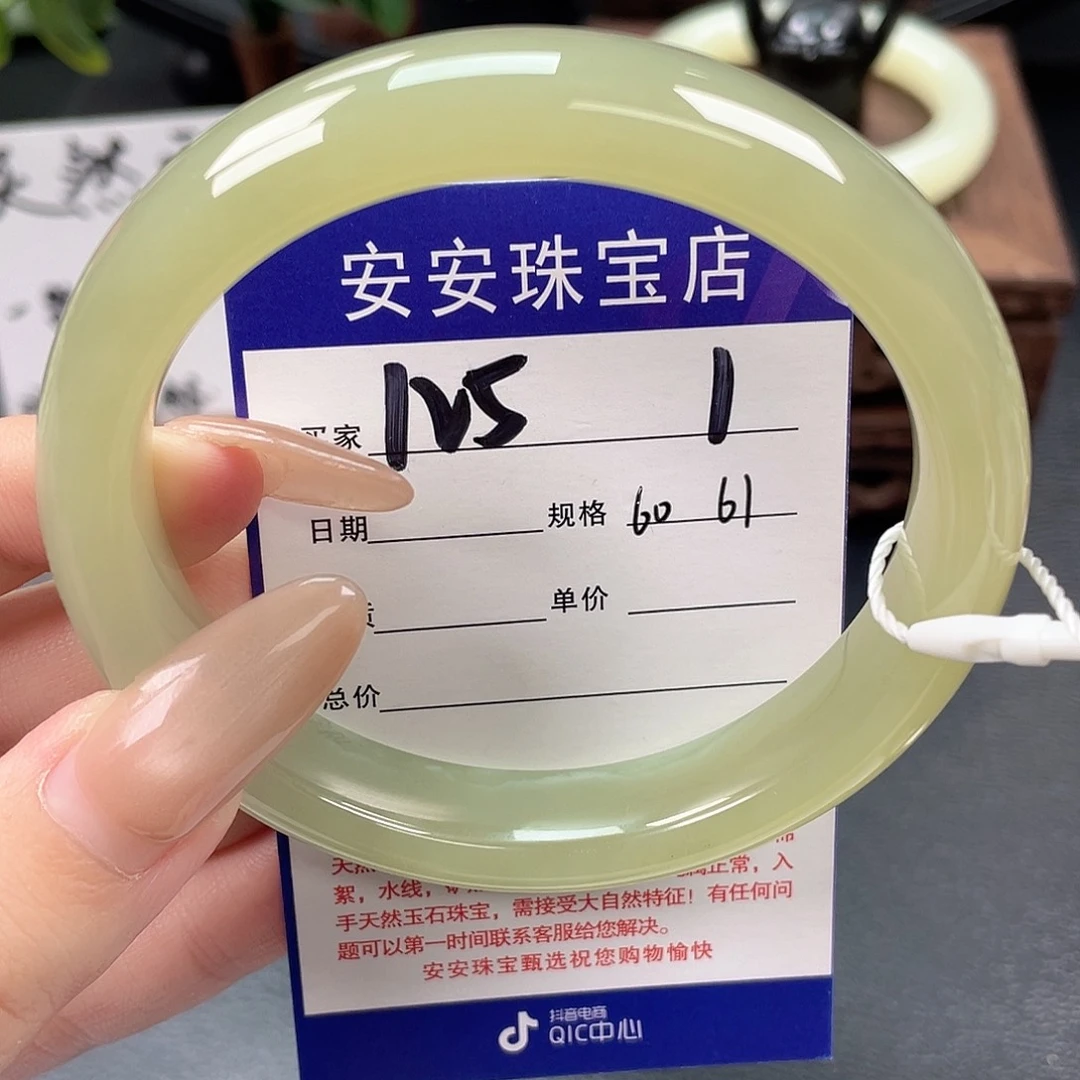 安安珠宝店
买家 125 1
日期 规格 60 61
单价
总价
正常，入
絮，水线，
手天然玉石珠宝，需接受大自然特征！有任何问
题可以第一时间联系客服给您解决。
安安珠宝甄选祝您购物愉快
抖音电商
QIC中心